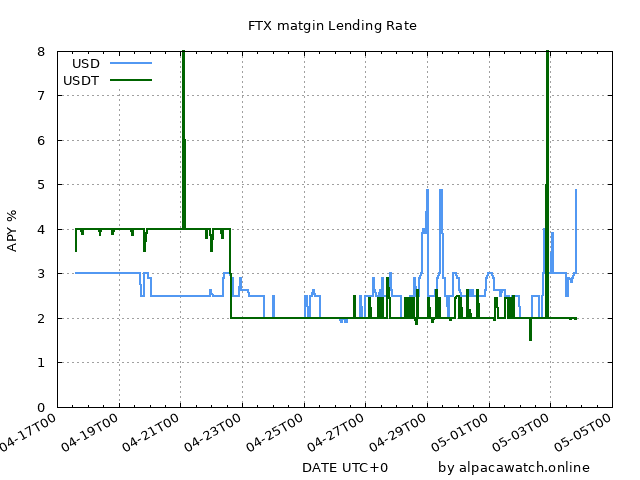 FTX matgin Lending Rate
8
USD
USDT
7
6
5
4
3
2
1
0
APY %
04-17T00 04-19T00 04-21T00 04-23T00 04-25T00 04-27T00 04-29T00 05-01T00 05-03T00 05-05T00
DATE UTC+0 by alpacawatch.online